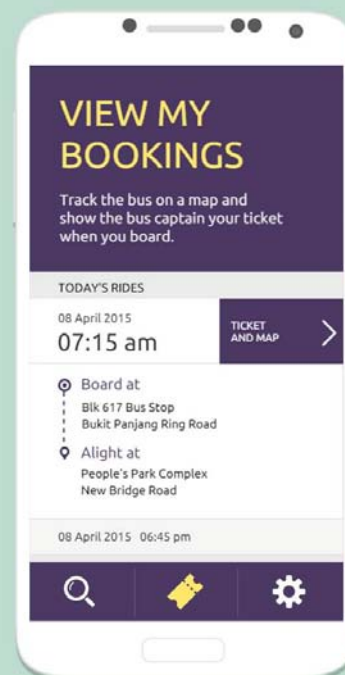 VIEW MY
BOOKINGS
Track the bus on a map and
show the bus captain your ticket
when you board.
TODAY'S RIDES
08 April 2015
07:15 am
TICKET
AND MAP
Board at
Blk 617 Bus Stop
Bukit Panjang Ring Road
Alight at
People's Park Complex
New Bridge Road
08 April 2015 06:45 pm